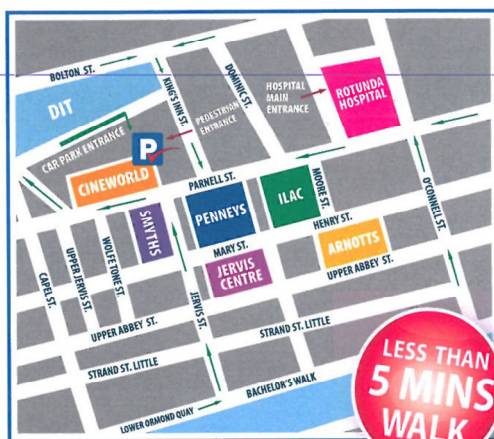 BOLTON ST.
DIT
KING'S INN ST.
DOMINIC ST.
HOSPITAL
MAIN
ENTRANCE
ROTUNDA
HOSPITAL
CAR PARK ENTRANCE
P
PEDESTRIAN
ENTRANCE
CINEWORLD
PARNELL ST.
SMYTHS
PENNEYS
ILAC
MOORE ST.
O'CONNELL ST.
HENRY ST.
ARNOTTS
MARY ST.
JERVIS
CENTRE
UPPER ABBEY ST.
CAPEL ST.
UPPER JERVIS ST.
WOLFE TONE ST.
JERVIS ST.
UPPER ABBEY ST.
STRAND ST. LITTLE
STRAND ST. LITTLE
BACHELOR'S WALK
LOWER ORMOND QUAY
LESS THAN
5 MINS
WALK